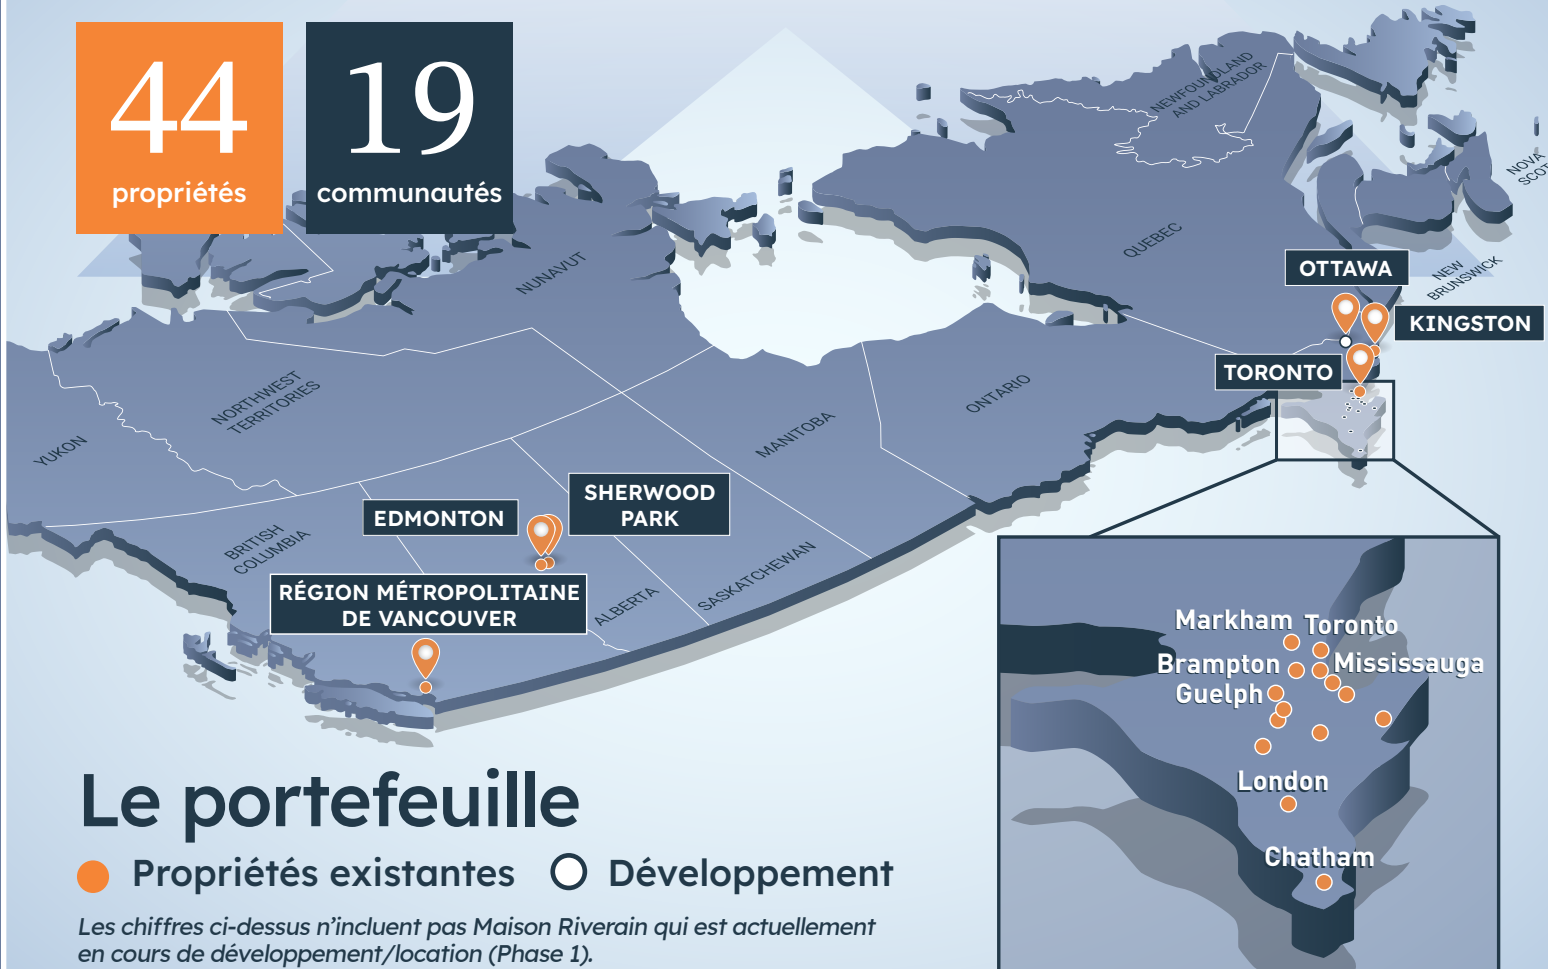 44
propriétés
19
communautés
NEWFOUNDLAND
AND LABRADOR
NOVA
QUEBEC
NEW
BRUNSWICK
NUNAVUT
OTTAWA
KINGSTON
TORONTO
NORTHWEST
TERRITORIES
YUKON
ONTARIO
MANITOBA
SHERWOOD
PARK
EDMONTON
BRITISH
COLUMBIA
SASKATCHEWAN
ALBERTA
RÉGION MÉTROPOLITAINE
DE VANCOUVER
Markham
Toronto
Brampton
Mississauga
Guelph
London
Chatham
Le portefeuille
Propriétés existantes
Développement
Les chiffres ci-dessus n’incluent pas Maison Riverain qui est actuellement
en cours de développement/location (Phase 1).